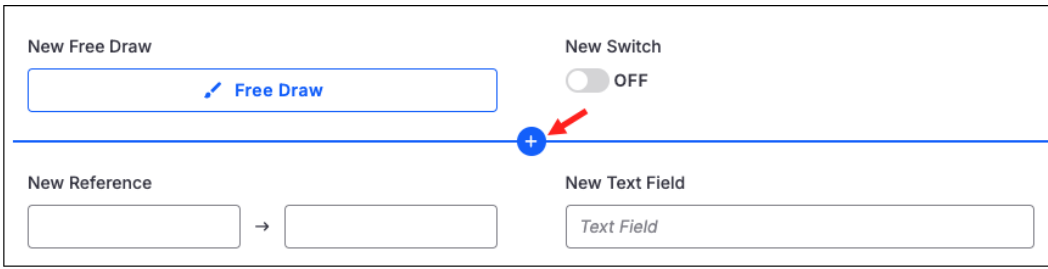 New Free Draw
New Switch
Free Draw
OFF
+
New Reference
New Text Field
→
Text Field